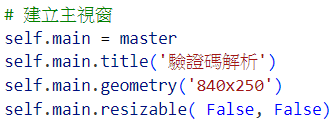 # 建立主視窗
self.main = master
self.main.title('驗證碼解析')
self.main.geometry('840x250')
self.main.resizable( False, False)